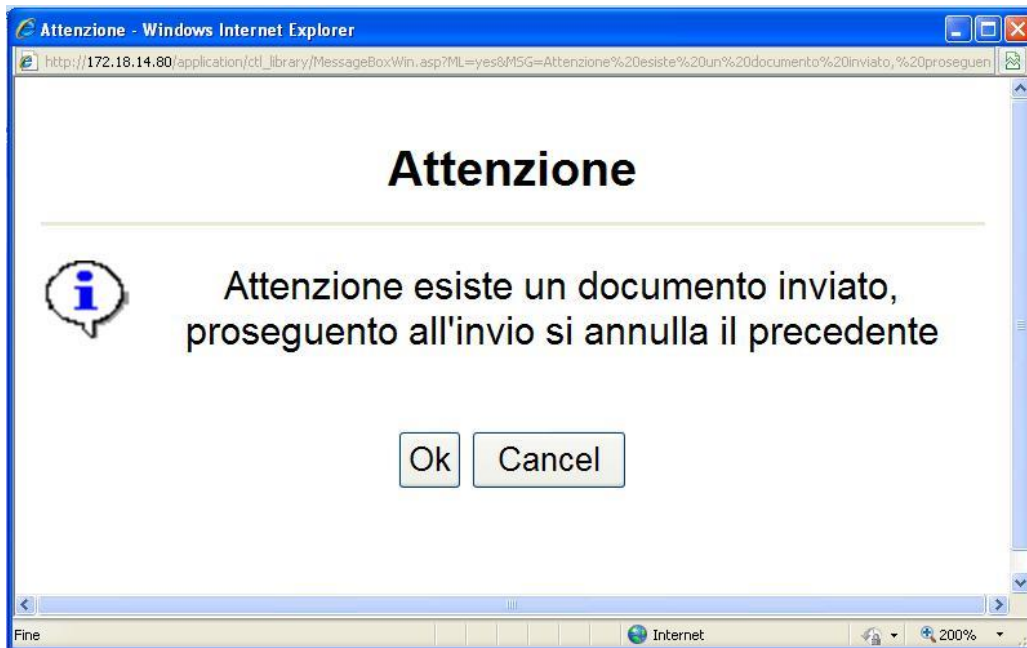 Attenzione - Windows Internet Explorer
http://172.18.14.80/application/ctl_library/MessageBoxWin.asp?ML=yes&MSG=Attenzione%20esiste%20un%20documento%20inviato,%20proseguen
Attenzione
Attenzione esiste un documento inviato,
proseguento all'invio si annulla il precedente
Ok Cancel
Fine Internet 200%